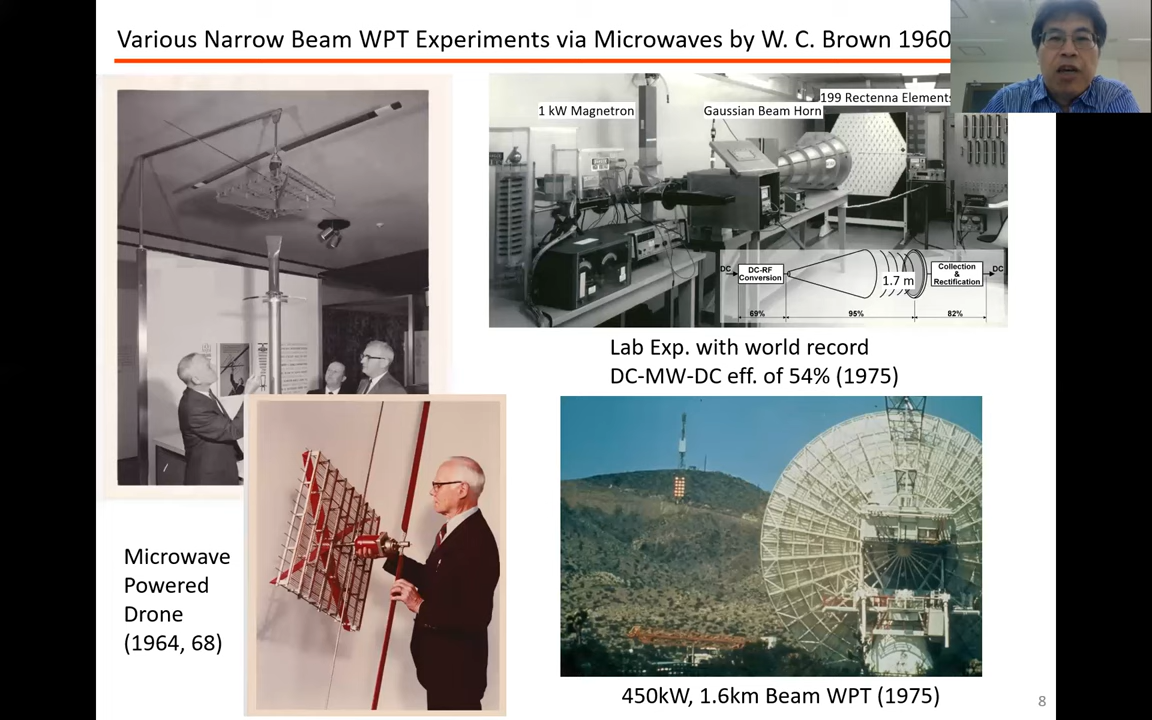 Various Narrow Beam WPT Experiments via Microwaves by W. C. Brown 1960
1 kW Magnetron
Gaussian Beam Horn
199 Rectenna Elements
DC
DC-RF
Conversion
1.7 m
Collection
&
Rectification
DC
69%
95%
82%
Lab Exp. with world record
DC-MW-DC eff. of 54% (1975)
Microwave
Powered
Drone
(1964, 68)
450kW, 1.6km Beam WPT (1975)
8